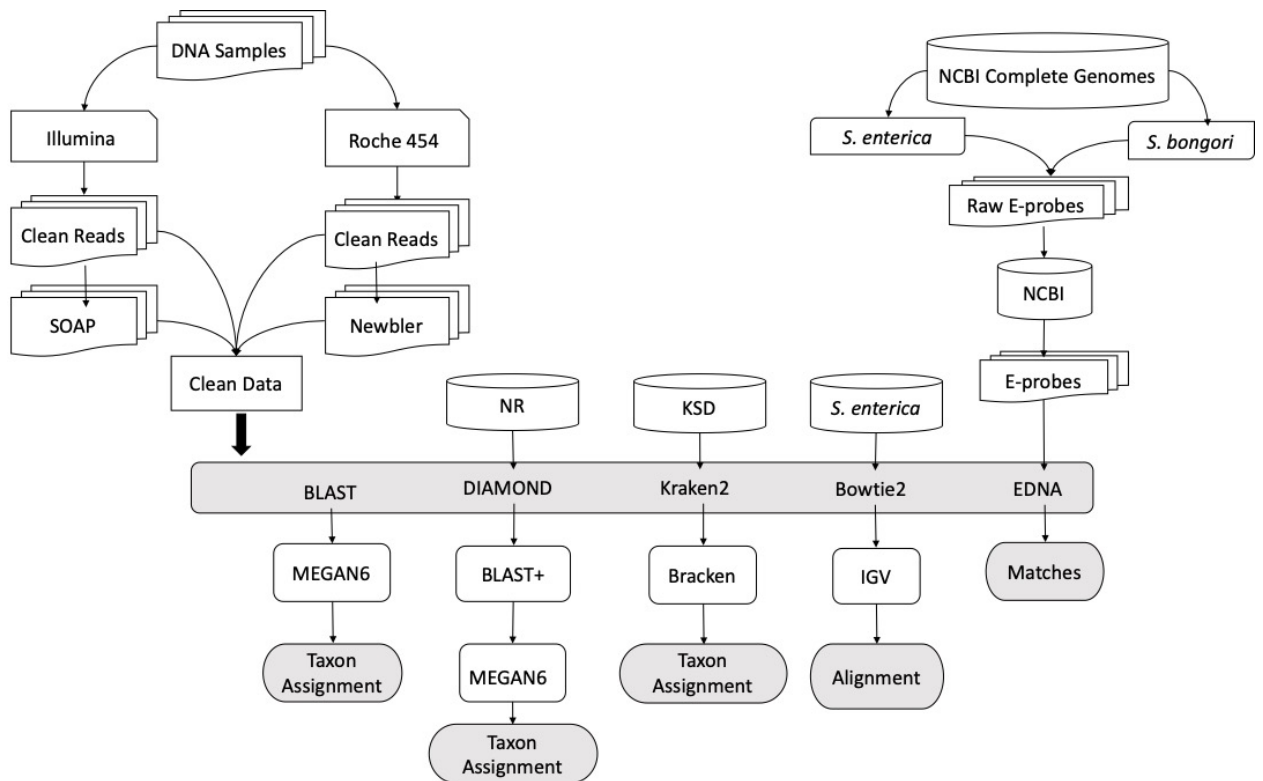 DNA Samples
NCBI Complete Genomes
Illumina
Roche 454
S. enterica
S. bongori
Raw E-probes
Clean Reads
Clean Reads
NCBI
SOAP
Newbler
Clean Data
E-probes
NR
KSD
S. enterica
BLAST
DIAMOND
Kraken2
Bowtie2
EDNA
MEGAN6
BLAST+
Bracken
IGV
Matches
Taxon
Assignment
MEGAN6
Taxon
Assignment
Alignment
Taxon
Assignment